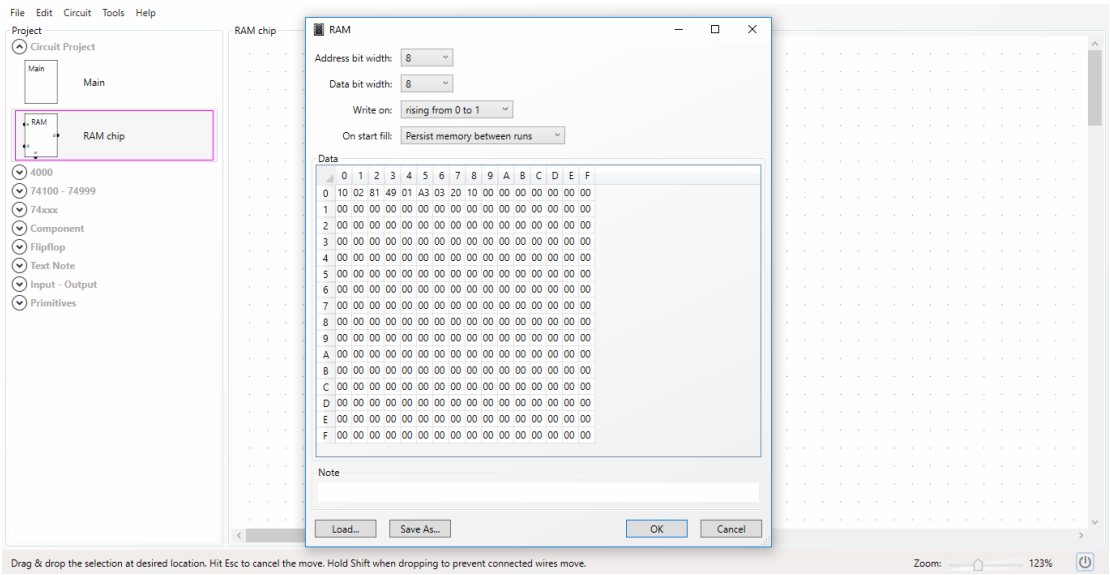 File Edit Circuit Tools Help
Project
Circuit Project
Main
Main
RAM
RAM chip
4000
74100 - 74999
74xxx
Component
Flipflop
Text Note
Input - Output
Primitives
RAM chip
RAM
Address bit width: 8
Data bit width: 8
Write on: rising from 0 to 1
On start fill: Persist memory between runs
Data
0 1 2 3 4 5 6 7 8 9 A B C D E F
0 10 02 81 49 01 A3 03 20 10 00 00 00 00 00 00 00
1 00 00 00 00 00 00 00 00 00 00 00 00 00 00 00 00
2 00 00 00 00 00 00 00 00 00 00 00 00 00 00 00 00
3 00 00 00 00 00 00 00 00 00 00 00 00 00 00 00 00
4 00 00 00 00 00 00 00 00 00 00 00 00 00 00 00 00
5 00 00 00 00 00 00 00 00 00 00 00 00 00 00 00 00
6 00 00 00 00 00 00 00 00 00 00 00 00 00 00 00 00
7 00 00 00 00 00 00 00 00 00 00 00 00 00 00 00 00
8 00 00 00 00 00 00 00 00 00 00 00 00 00 00 00 00
9 00 00 00 00 00 00 00 00 00 00 00 00 00 00 00 00
A 00 00 00 00 00 00 00 00 00 00 00 00 00 00 00 00
B 00 00 00 00 00 00 00 00 00 00 00 00 00 00 00 00
C 00 00 00 00 00 00 00 00 00 00 00 00 00 00 00 00
D 00 00 00 00 00 00 00 00 00 00 00 00 00 00 00 00
E 00 00 00 00 00 00 00 00 00 00 00 00 00 00 00 00
F 00 00 00 00 00 00 00 00 00 00 00 00 00 00 00 00
Note
Load... Save As... OK Cancel
Drag & drop the selection at desired location. Hit Esc to cancel the move. Hold Shift when dropping to prevent connected wires move.
Zoom: 123%